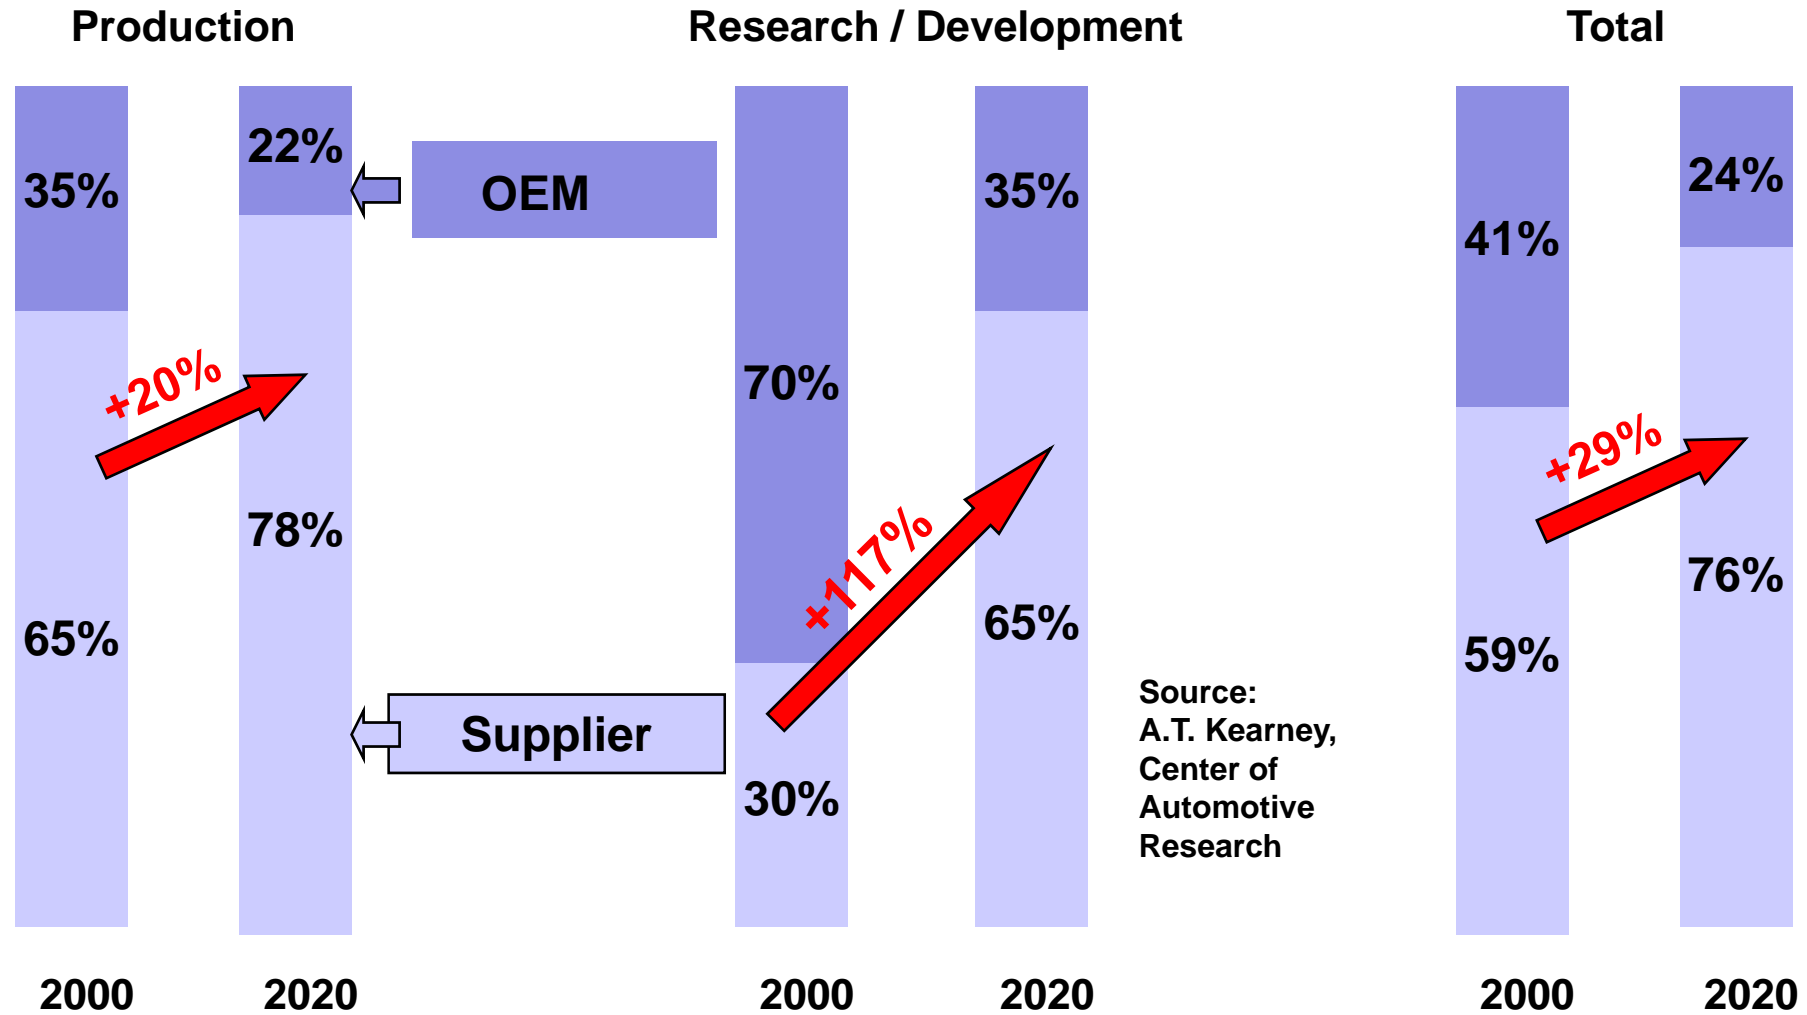 Production
Research / Development
Total
35%
22%
OEM
+20%
65%
78%
Supplier
70%
35%
+117%
30%
65%
Source:
A.T. Kearney,
Center of
Automotive
Research
41%
24%
+29%
59%
76%
2000
2020
2000
2020
2000
2020